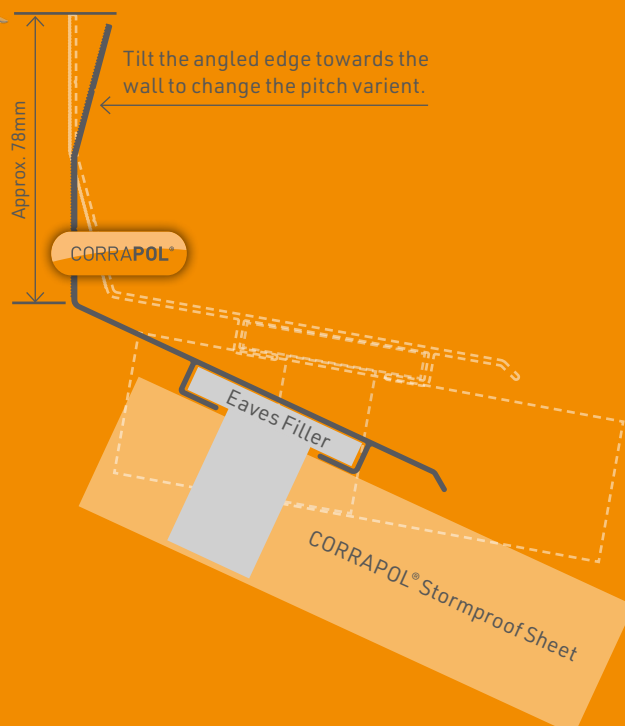 Tilt the angled edge towards the
wall to change the pitch varient.
Approx. 78mm
CORRAPOL®
Eaves Filler
CORRAPOL® Stormproof Sheet